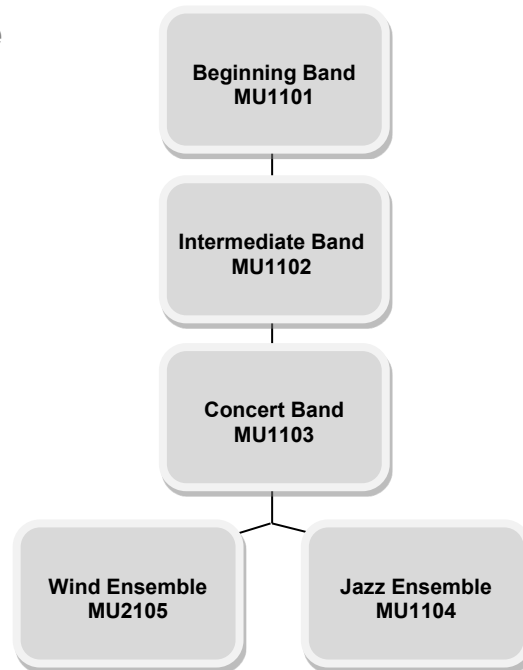 Beginning Band
MU1101
Intermediate Band
MU1102
Concert Band
MU1103
Wind Ensemble
MU2105
Jazz Ensemble
MU1104